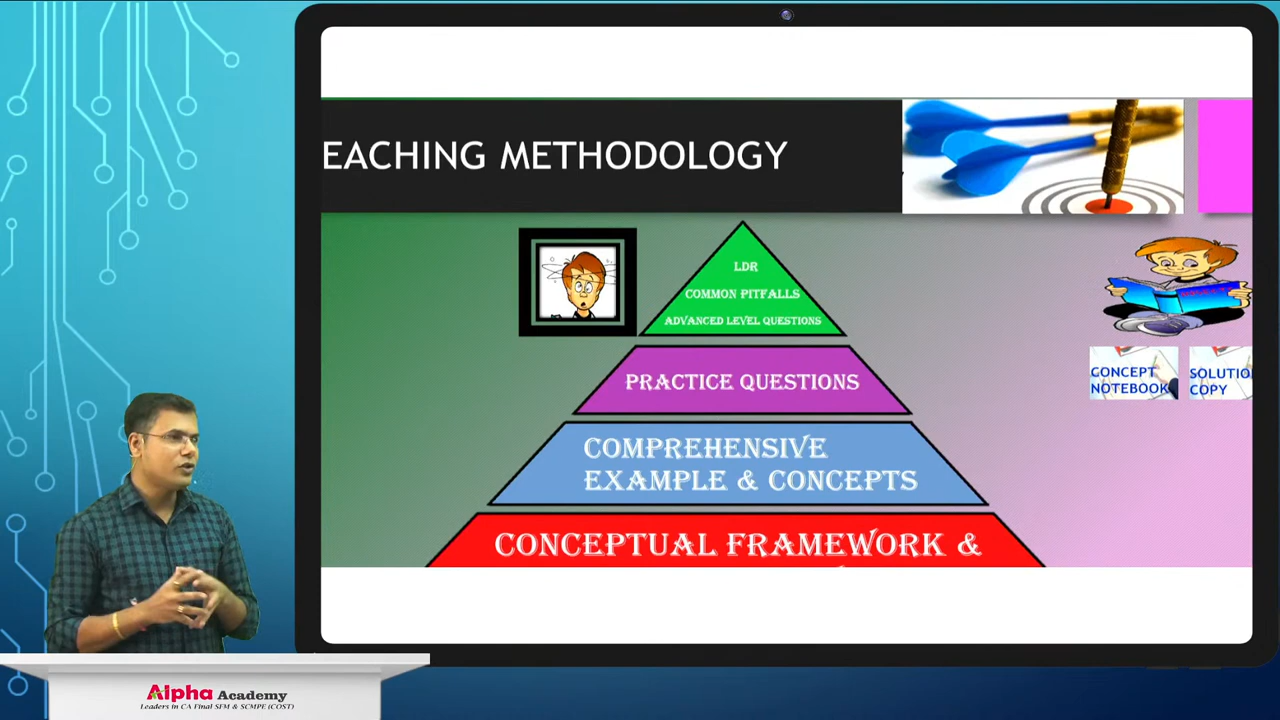 EACHING METHODOLOGY
LDR
COMMON PITFALLS
ADVANCED LEVEL QUESTIONS
PRACTICE QUESTIONS
COMPREHENSIVE
EXAMPLE & CONCEPTS
CONCEPTUAL FRAMEWORK &
CONCEPT
NOTEBOOK
SOLUTIO
COPY
Alpha Academy
Leaders in CA Final SFM & SCMPE (COST)